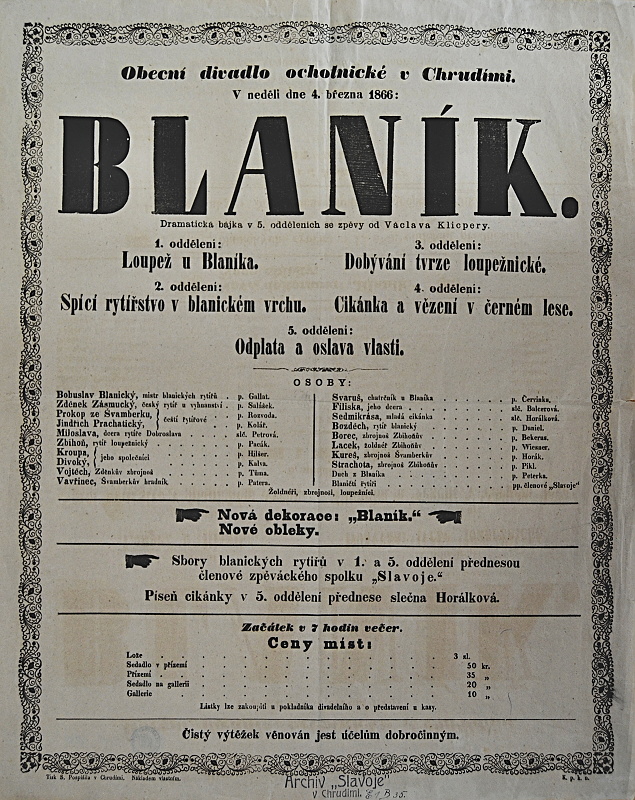 Obecní divadlo ochotnické v Chrudími.
V neděli dne 4. března 1866:
BLANÍK.
Dramatická bájka v 5. odděleních se zpěvy od Václava Klicpery.
1. oddělení:
Loupež u Blaníka.
2. oddělení:
Spící rytířstvo v blanickém vrchu.
3. oddělení:
Dobývání tvrze loupežnické.
4. oddělení:
Cikánka a vězení v černém lese.
5. oddělení:
Odplata a oslava vlasti.
OSOBY:
Bohuslav Blanický, mistr blanických rytířů . p. Gallat.
Zdeněk Zásmucký, český rytíř u vyhnanství . p. Salášek.
Prokop ze Švamberku, } čeští rytířové . p. Rozvoda.
Jindřich Prachatický, p. Kolář.
Miloslava, dcera rytíře Dobroslava . . . slč. Petrová.
Zbihoň, rytíř loupežnický . . . p. Pacák.
Kroupa, } jeho společníci . . . p. Hilšer.
Divoký, p. Kalva.
Vojtěch, Zdeňkův zbrojnoš . . . p. Tůma.
Vavřinec, Švamberkův hradník, . . . p. Patera.
Svaruš, chatrčník u Blaníka . . . p. Červinka.
Filiska, jeho dcera . . . slč. Bolcerová.
Sedmikrása, mladá cikánka . . . slč. Horálková.
Bozděch, rytíř blanický . . . p. Daniel.
Borec, zbrojnoš Zbihoňův . . . p. Bekeras.
Lacek, žoldnéř Zbihoňův . . . p. Wiesner.
Kureš, zbrojnoš Švamberkův . . . p. Horák.
Strachota, zbrojnoš Zbihoňův . . . p. Pikl.
Duch z Blaníka . . . p. Peterka.
Blaničtí rytíři . . . pp. členové „Slavoje“
Žoldnéři, zbrojnoši, loupežníci.
Nová dekorace: „Blaník.“
Nové obleky.
Sbory blanických rytířů v 1. a 5. oddělení přednesou
členové zpěváckého spolku „Slavoje.“
Píseň cikánky v 5. oddělení přednese slečna Horálková.
Začátek v 7 hodin večer.
Ceny míst:
Lože . . . 3 zl.
Sedadlo v přízemí . . . 50 kr.
Přízemí . . . 35 „
Sedadlo na gallerii . . . 20 „
Gallerie . . . 10 „
Lístky lze zakoupiti u pokladníka divadelního a o představení u kasy.
Čistý výtěžek věnován jest účelům dobročinným.
Tisk S. Pospíšila v Chrudími. Nákladem vlastním.
K. p. k. n.
Archiv „Slavoje“
v Chrudimi.